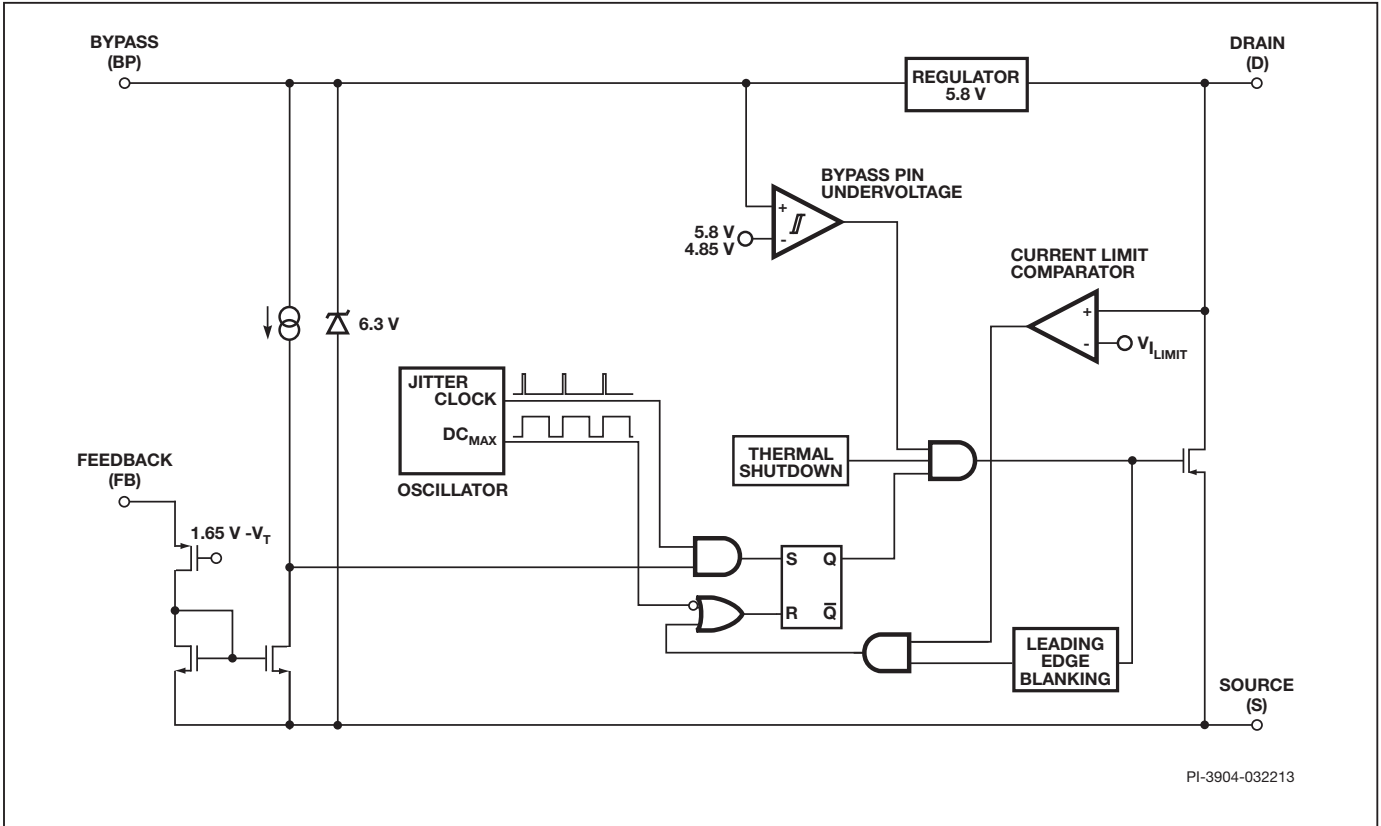 BYPASS
(BP)
DRAIN
(D)
REGULATOR
5.8 V
BYPASS PIN
UNDERVOLTAGE
+
-
5.8 V
4.85 V
CURRENT LIMIT
COMPARATOR
+
-
VILIMIT
6.3 V
JITTER
CLOCK
DCMAX
OSCILLATOR
THERMAL
SHUTDOWN
FEEDBACK
(FB)
1.65 V -VT
S Q
R Q̅
LEADING
EDGE
BLANKING
SOURCE
(S)
PI-3904-032213